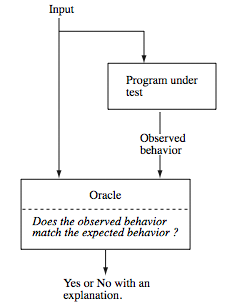 Input
Program under
test
Observed
behavior
Oracle
Does the observed behavior
match the expected behavior ?
Yes or No with an
explanation.